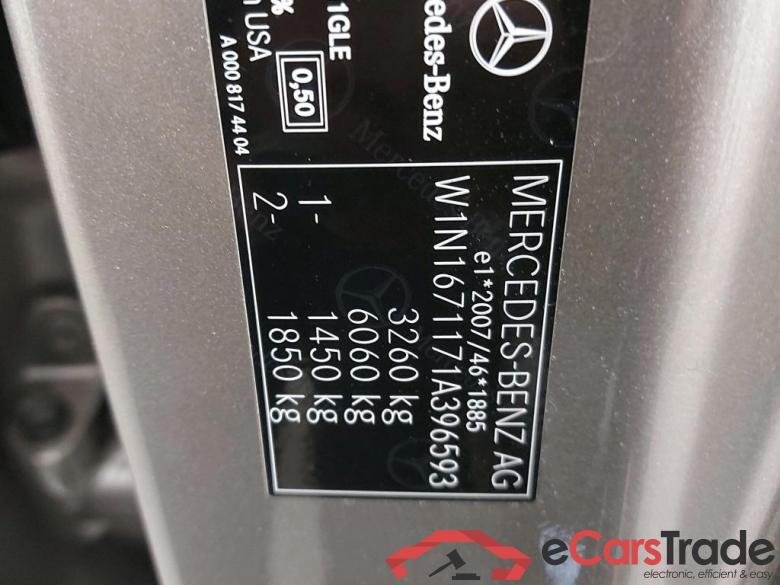 Mercedes-Benz
1GLE
%
USA
0,50
A 000 817 44 04
MERCEDES-BENZ AG
e1*2007/46*1885
W1N1671171A396593
3260 kg
6060 kg
1- 1450 kg
2- 1850 kg
eCarsTrade
electronic, efficient & easy